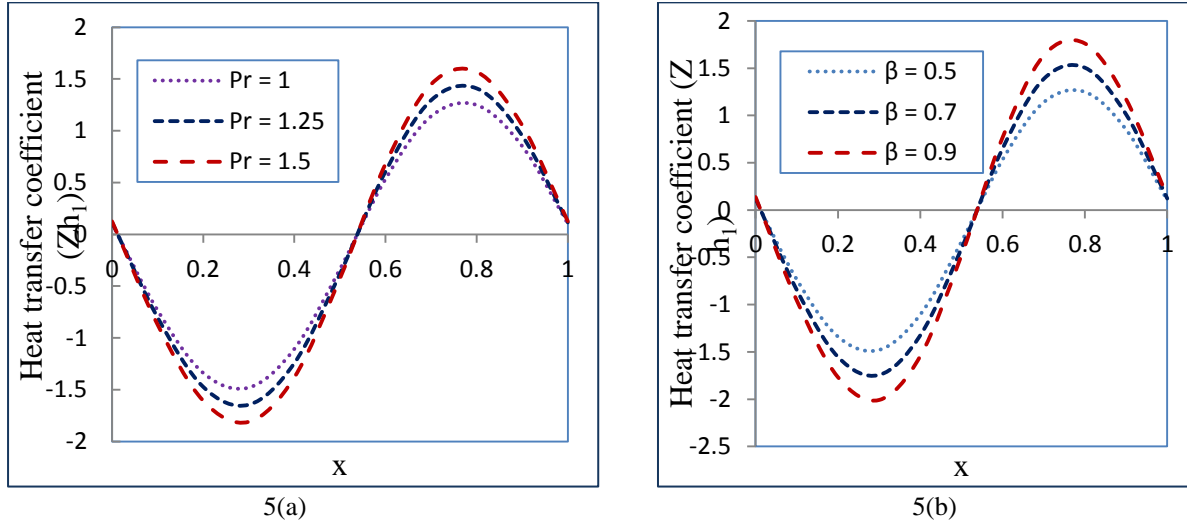 2
1.5
1
0.5
0
-0.5
-1
-1.5
-2
0 0.2 0.4 0.6 0.8 1
Heat transfer coefficient
(Zh₁)
Pr = 1
Pr = 1.25
Pr = 1.5
x
5(a)
2
1.5
1
0.5
0
-0.5
-1
-1.5
-2
-2.5
0 0.2 0.4 0.6 0.8 1
Heat transfer coefficient (Z
h₁)
β = 0.5
β = 0.7
β = 0.9
x
5(b)